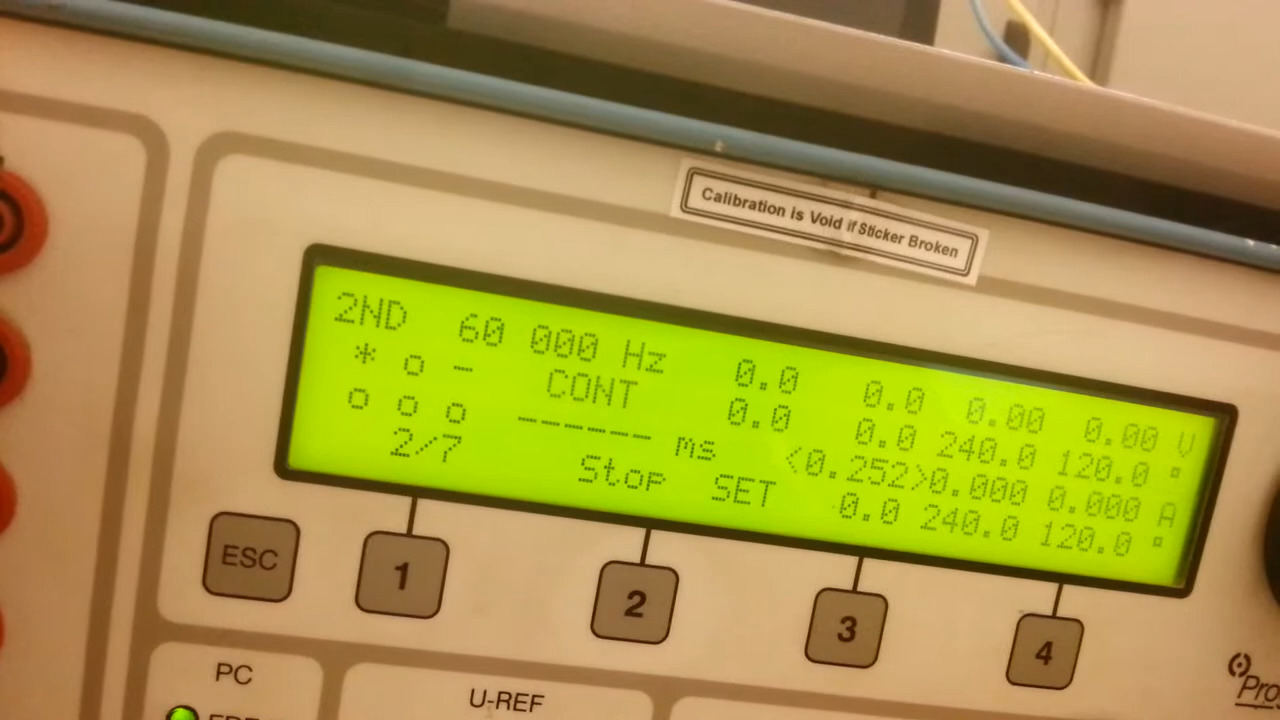 Calibration is Void if Sticker Broken
2ND 60 000 Hz 0.0 0.0 0.00 0.00 V
* o - CONT 0.0 0.0 240.0 120.0 °
o o o ------ ms <0.252>0.000 0.000 A
2/7 Stop SET 0.0 240.0 120.0 °
ESC 1 2 3 4
PC
U-REF